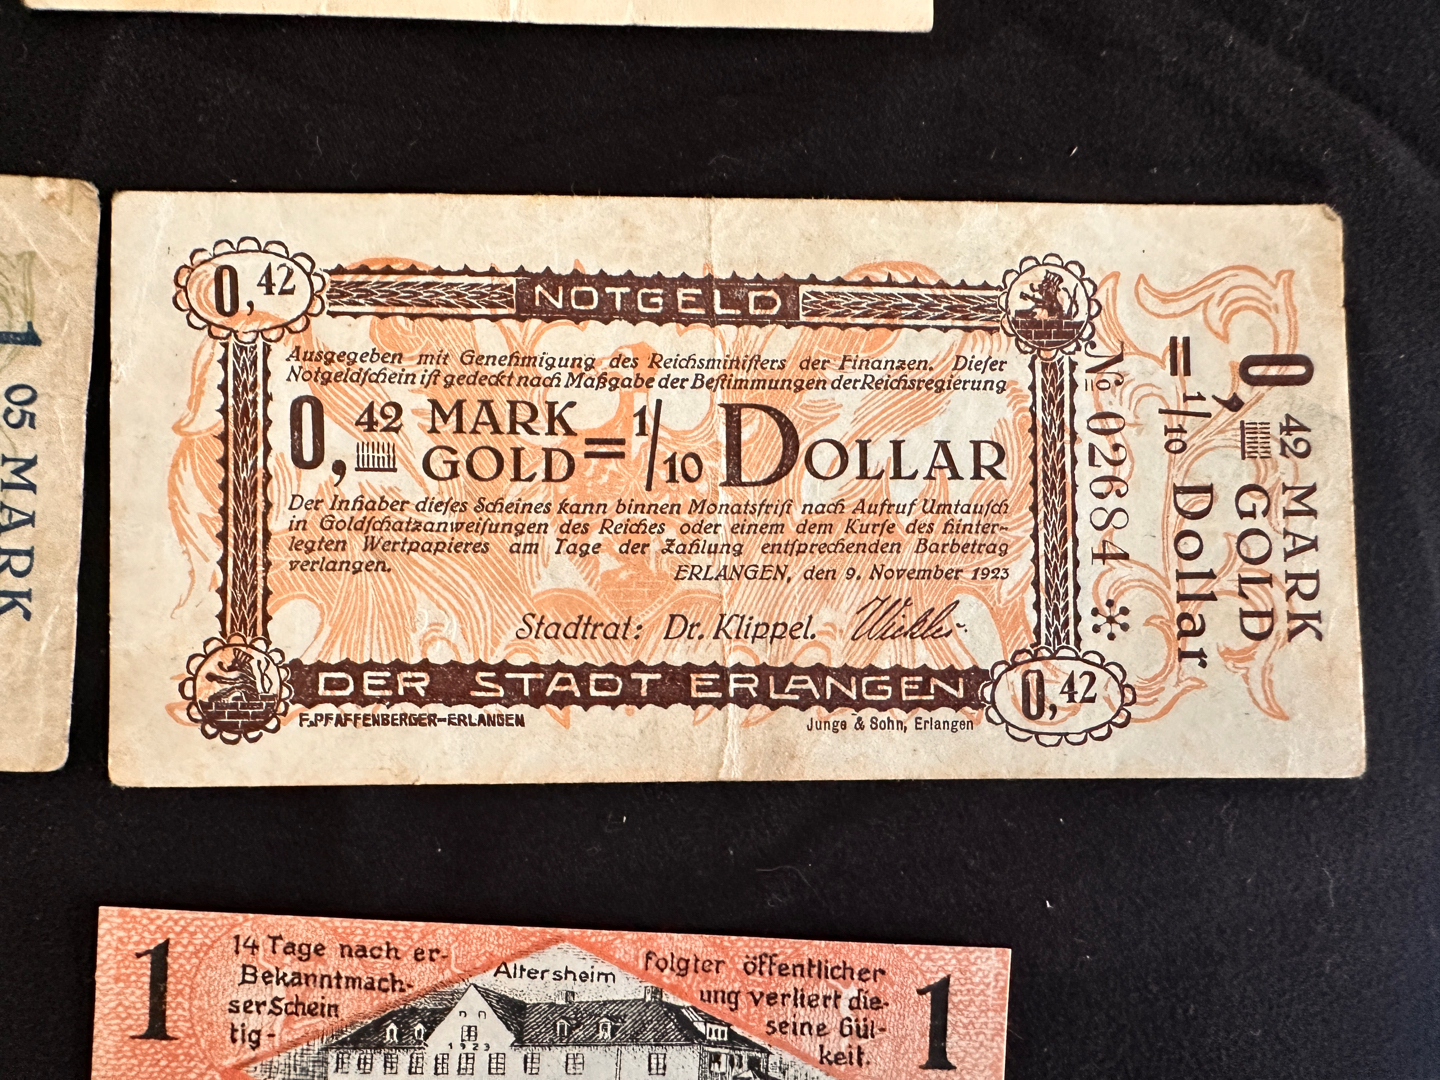 1
05 MARK
0,42
NOTGELD
Ausgegeben mit Genehmigung des Reichsministers der Finanzen. Dieser
Notgeldschein ist gedeckt nach Maßgabe der Bestimmungen der Reichsregierung
0,42 MARK GOLD = 1/10 DOLLAR
Der Inhaber dieses Scheines kann binnen Monatsfrist nach Aufruf Umtausch
in Goldschatzanweisungen des Reiches oder einem dem Kurse des hinter-
legten Wertpapieres am Tage der Zahlung entsprechenden Barbetrag
verlangen.
ERLANGEN, den 9. November 1923
Stadtrat: Dr. Klippel.
DER STADT ERLANGEN
0,42
F. PFAFFENBERGER-ERLANGEN
Junge & Sohn, Erlangen
№ 02684 *
0,42 MARK GOLD
= 1/10 Dollar
1
14 Tage nach er-
Bekanntmach-
ser Schein
tig-
Altersheim
1923
folgter öffentlicher
ung verliert die-
seine Gül-
keit.
1